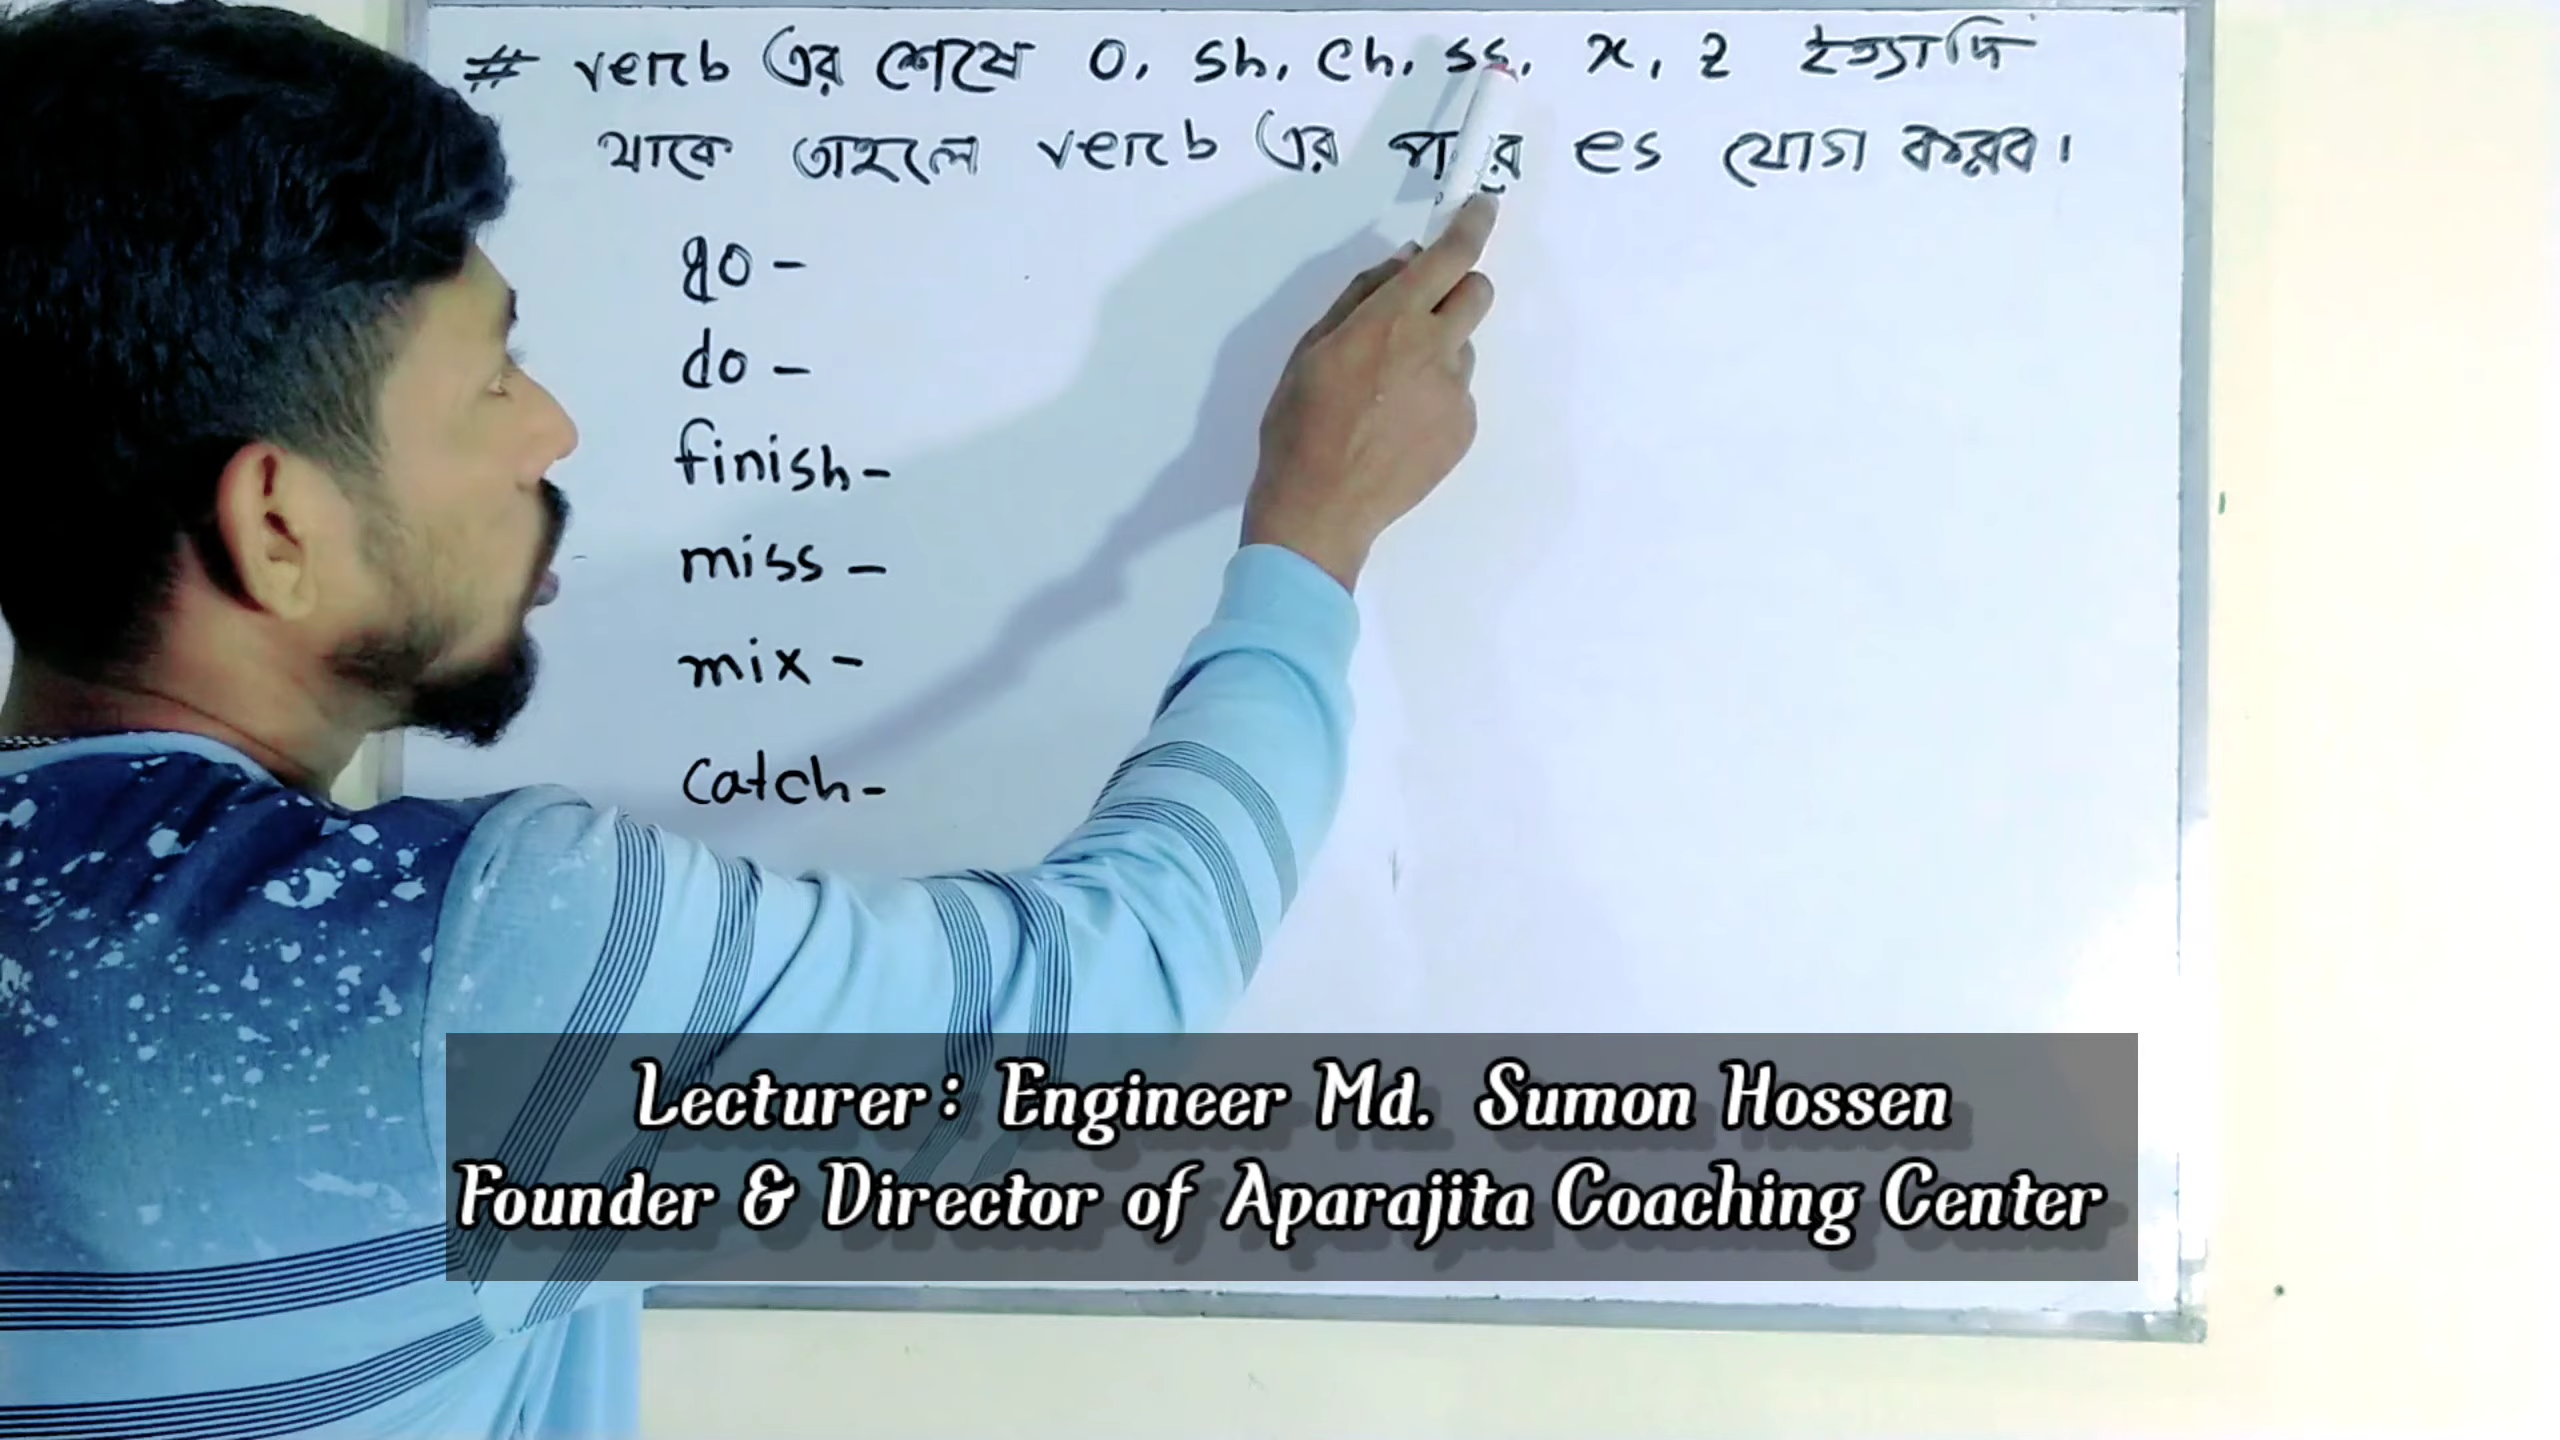 # verb এর শেষে o, sh, ch, ss, x, z ইত্যাদি
থাকে তাহলে verb এর পরে es যোগ করব।
go -
do -
finish -
miss -
mix -
catch -
Lecturer: Engineer Md. Sumon Hossen
Founder & Director of Aparajita Coaching Center